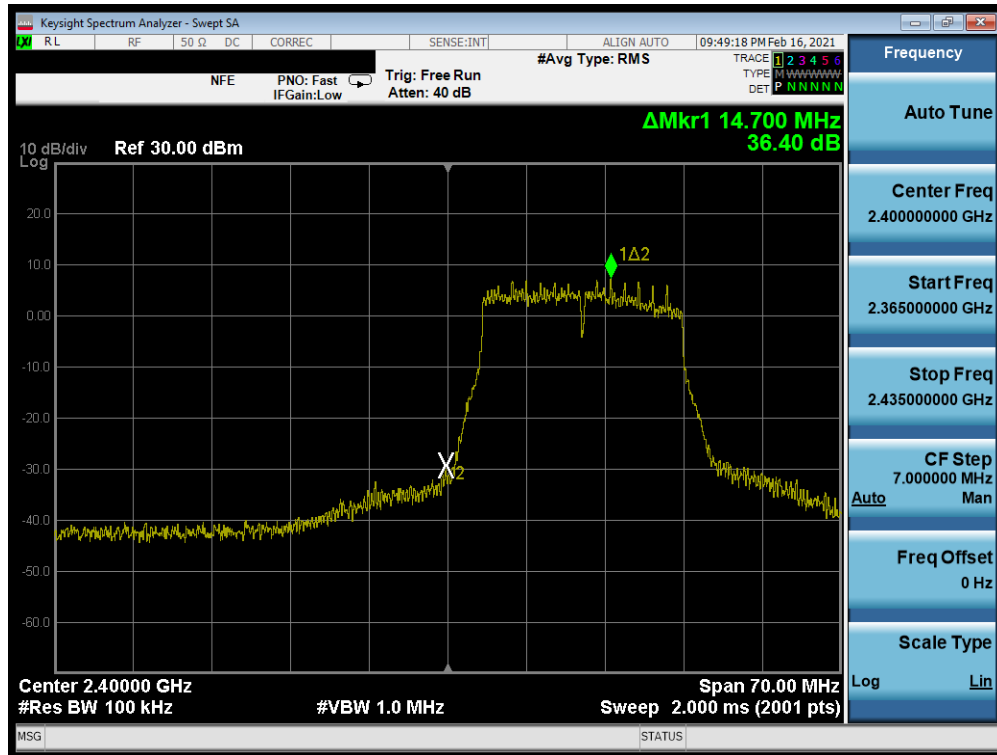 Keysight Spectrum Analyzer - Swept SA
LXI RL RF 50 Ω DC CORREC SENSE:INT ALIGN AUTO 09:49:18 PM Feb 16, 2021
NFE PNO: Fast Trig: Free Run #Avg Type: RMS TRACE 1 2 3 4 5 6
IFGain:Low Atten: 40 dB TYPE M WWWWW
DET P N N N N N
ΔMkr1 14.700 MHz
36.40 dB
10 dB/div Ref 30.00 dBm
Log
20.0
10.0
0.00
-10.0
-20.0
-30.0
-40.0
-50.0
-60.0
1Δ2
2
Center 2.40000 GHz Span 70.00 MHz
#Res BW 100 kHz #VBW 1.0 MHz Sweep 2.000 ms (2001 pts)
MSG STATUS
Frequency
Auto Tune
Center Freq
2.400000000 GHz
Start Freq
2.365000000 GHz
Stop Freq
2.435000000 GHz
CF Step
7.000000 MHz
Auto Man
Freq Offset
0 Hz
Scale Type
Log Lin